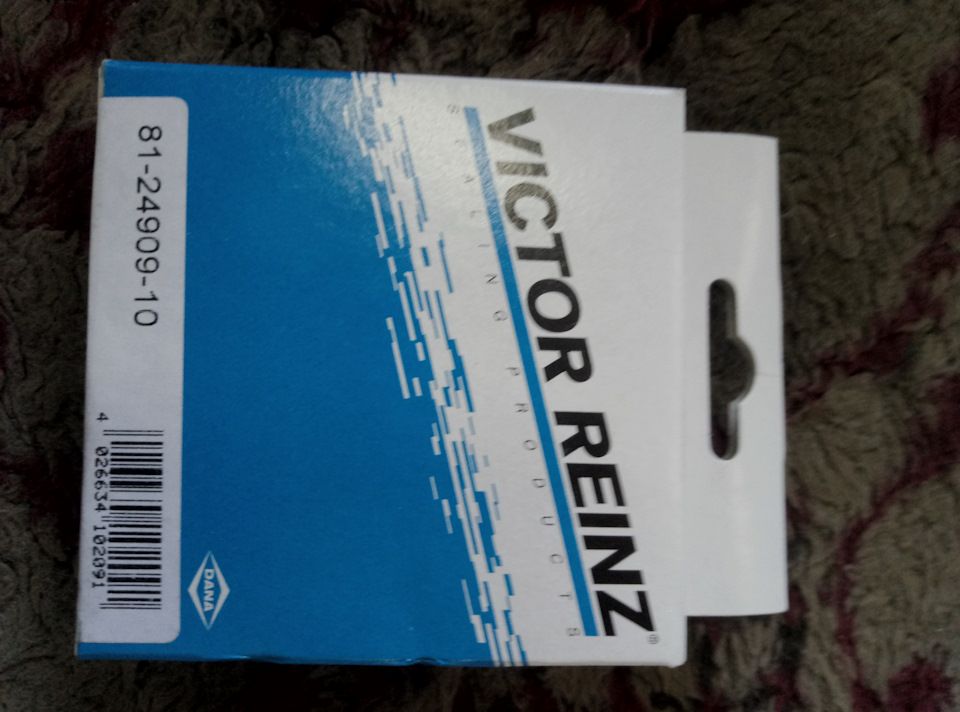 VICTOR REINZ®
SEALING PRODUCTS
DANA
81-24909-10
4 026634 102091